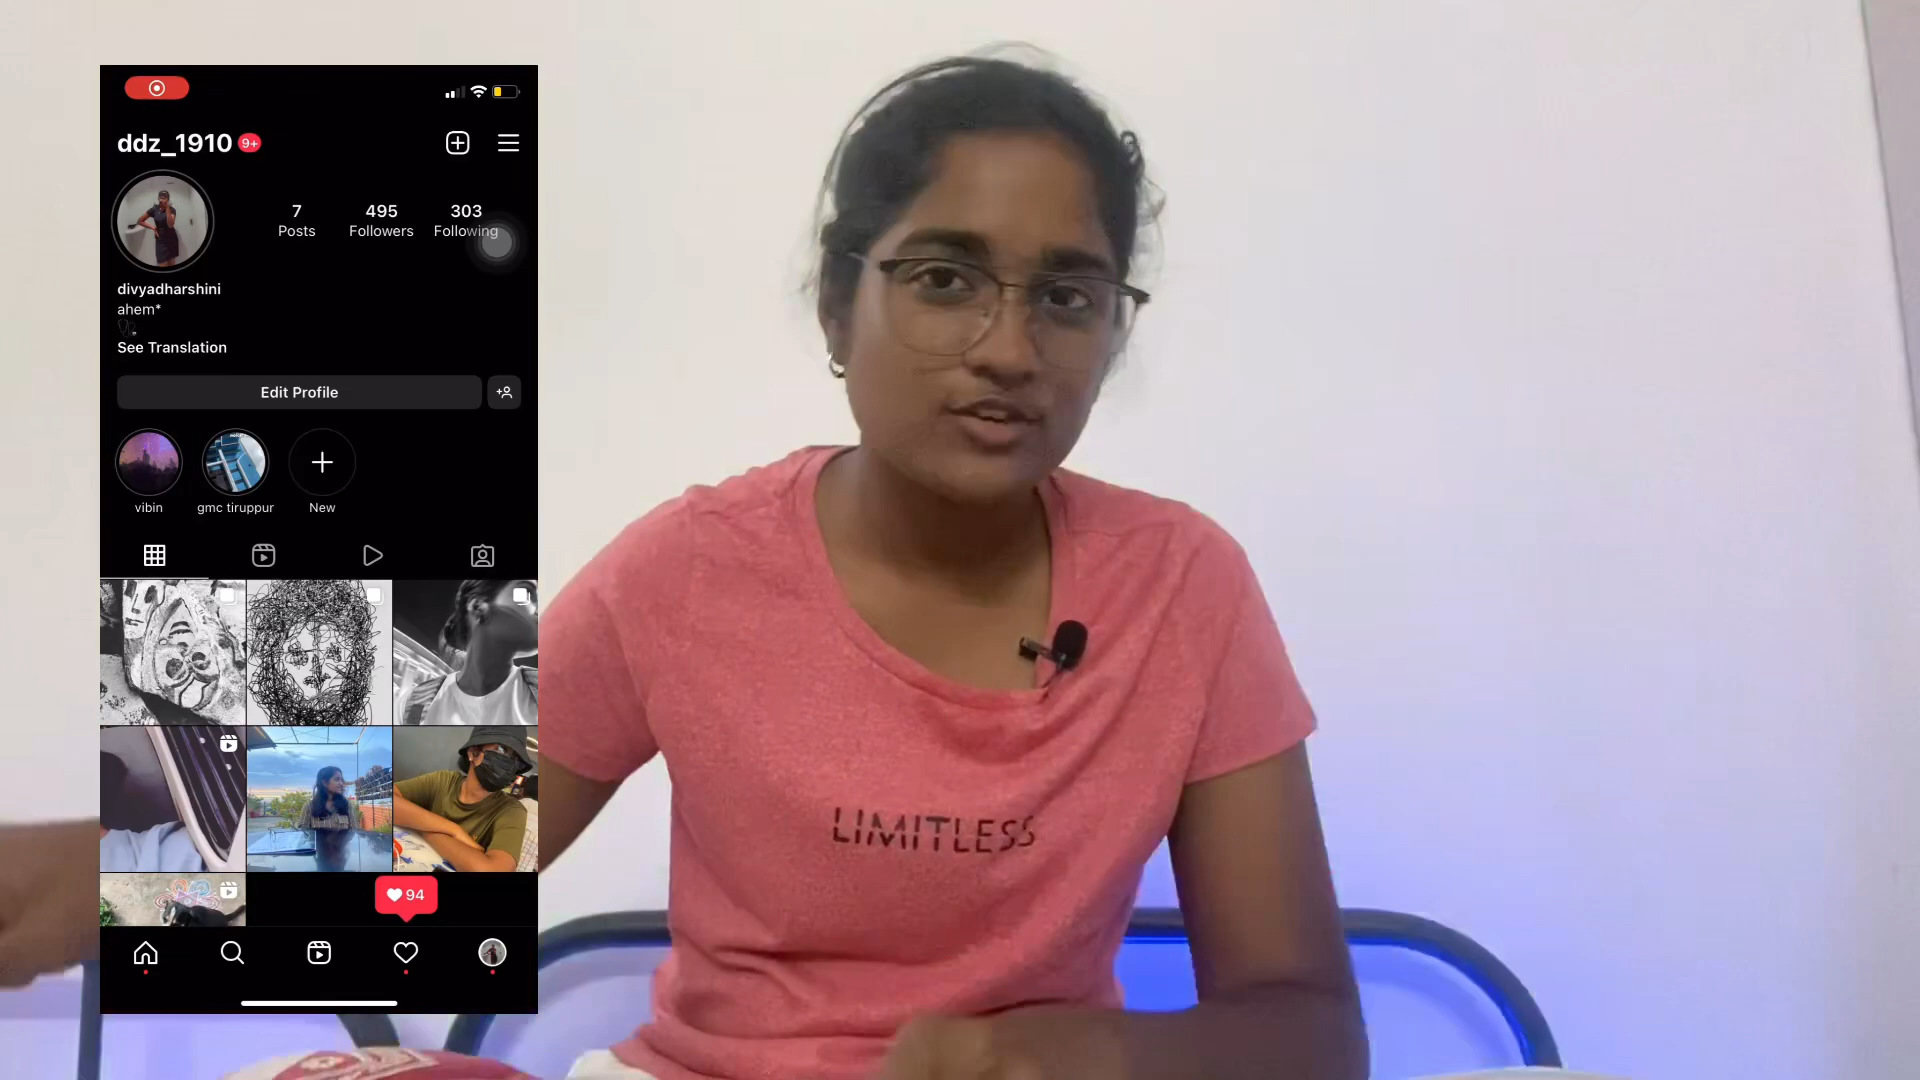 ddz_1910 9+
7 495 303
Posts Followers Following
divyadharshini
ahem*
See Translation
Edit Profile
vibin gmc tiruppur New
94
LIMITLESS